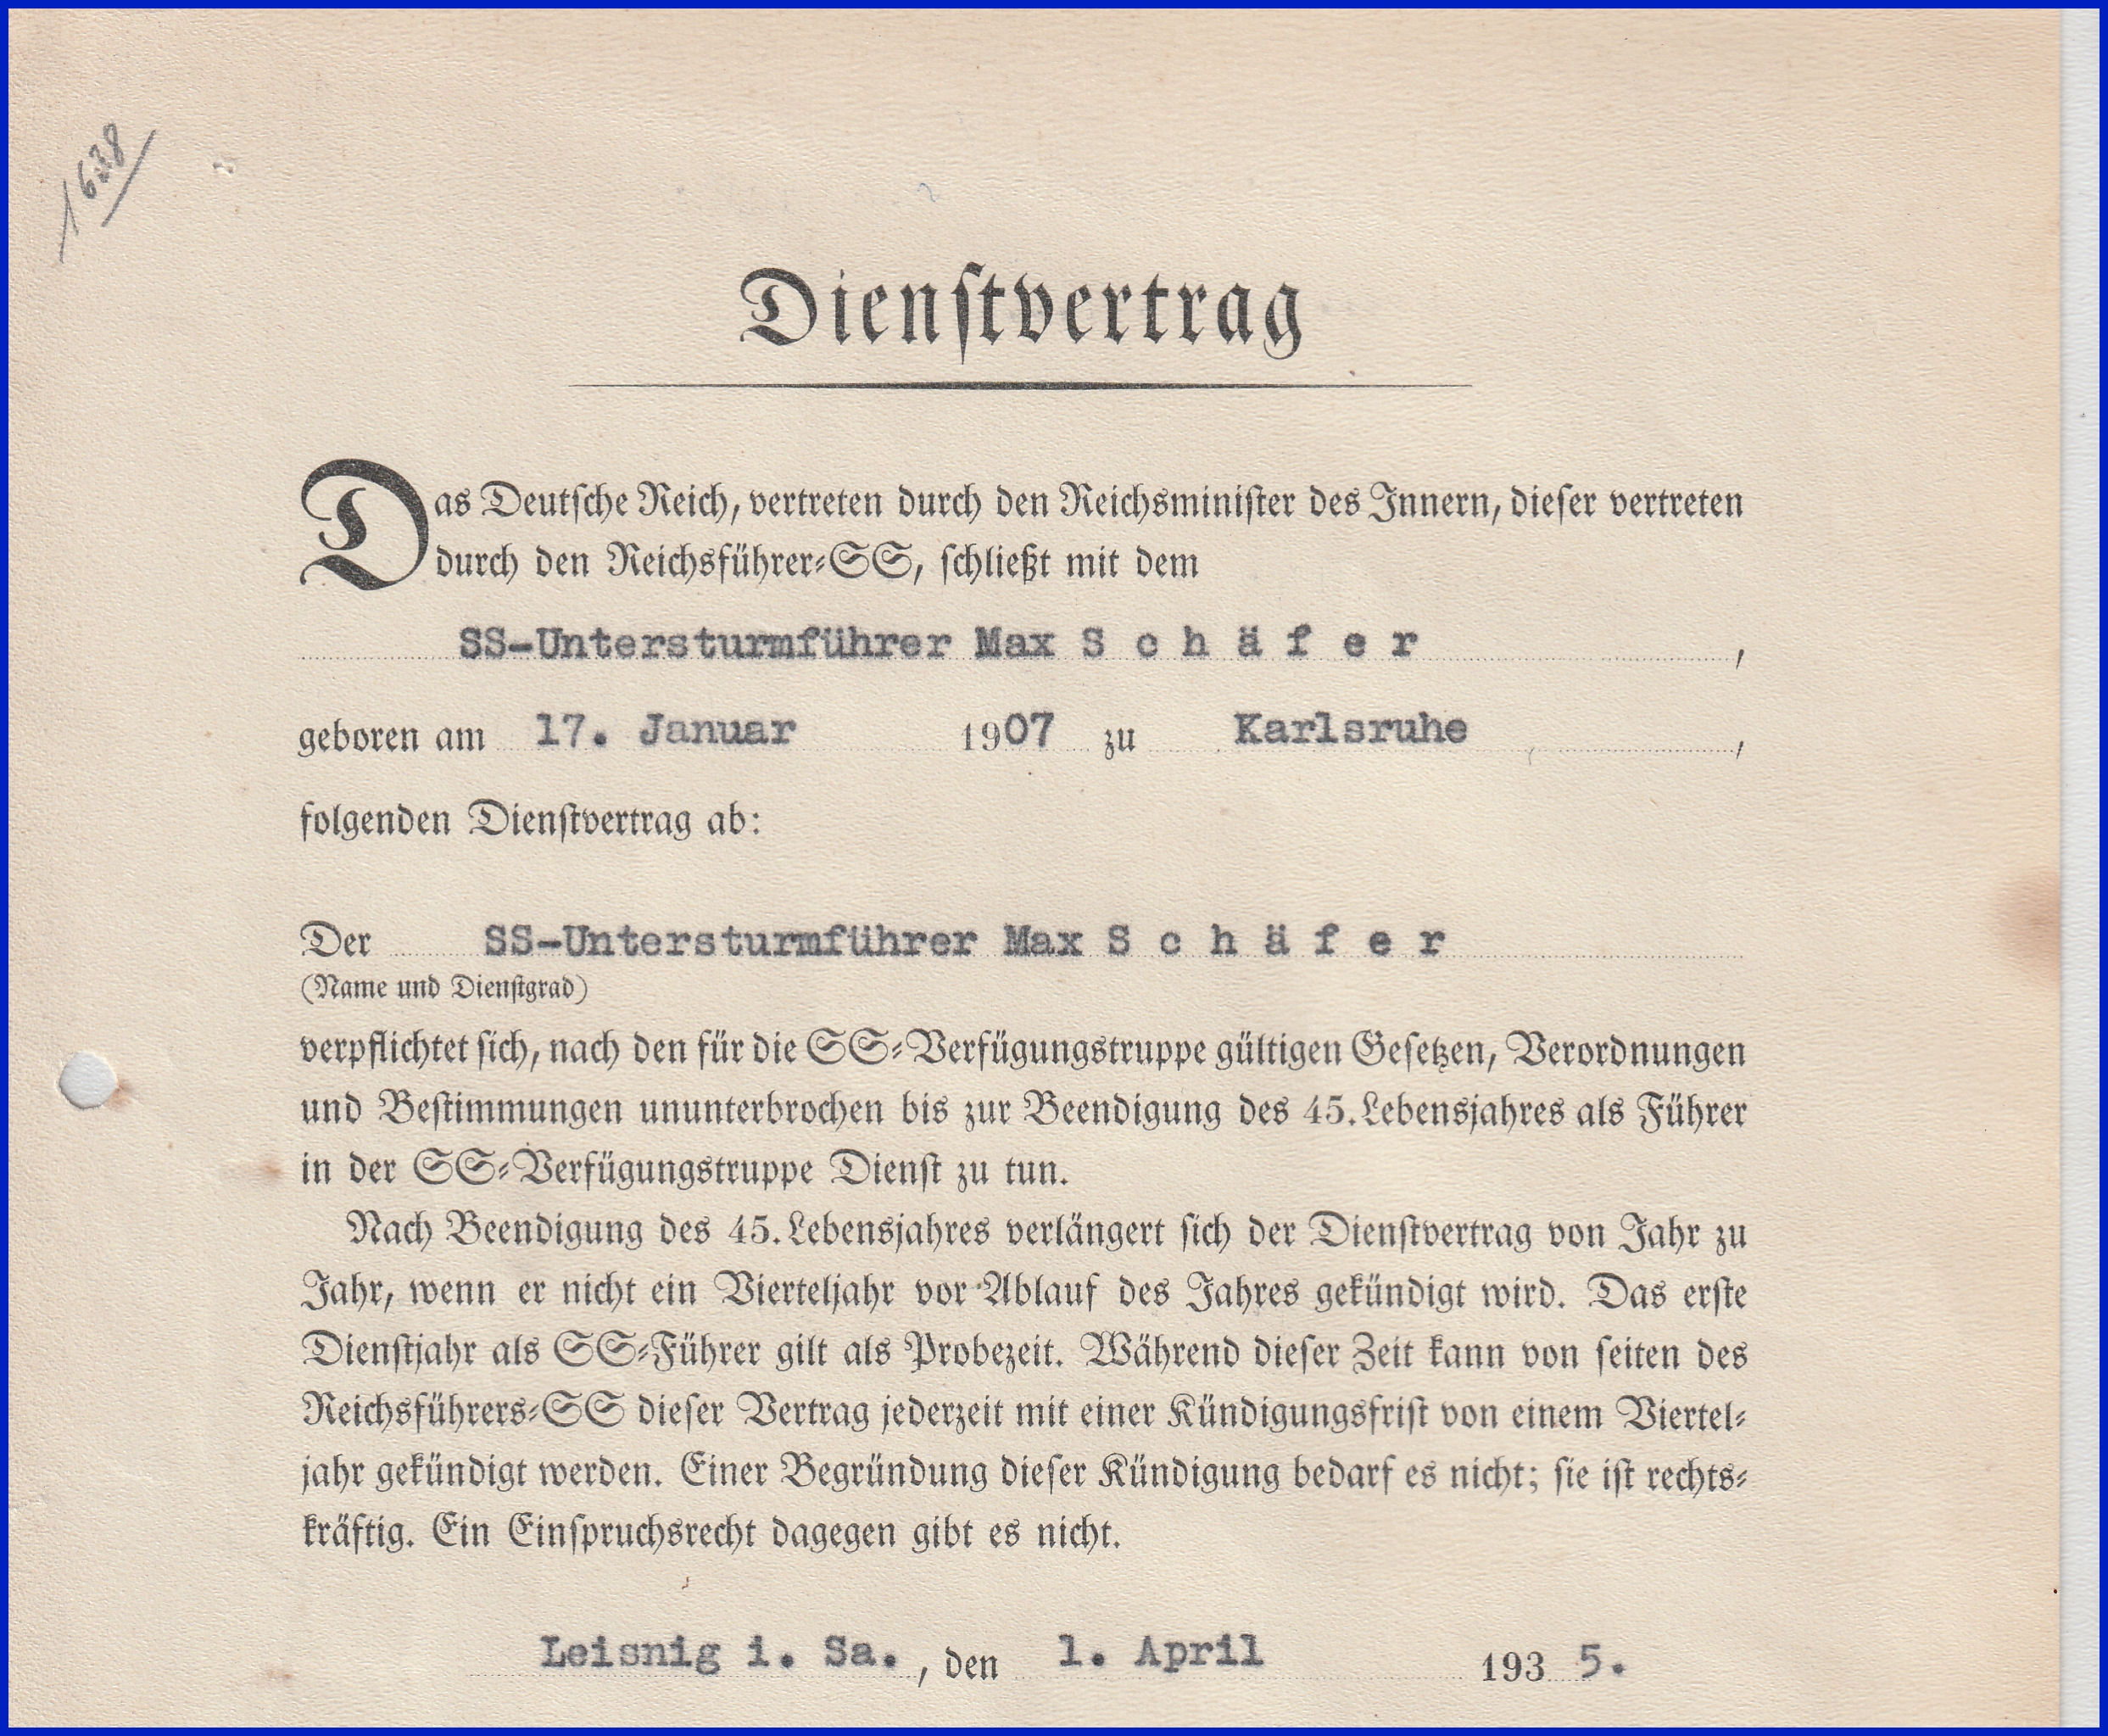 1638
Dienstvertrag
Das Deutsche Reich, vertreten durch den Reichsminister des Innern, dieser vertreten
durch den Reichsführer-SS, schließt mit dem
SS-Untersturmführer Max S c h ä f e r ,
geboren am 17. Januar 1907 zu Karlsruhe ,
folgenden Dienstvertrag ab:
Der SS-Untersturmführer Max S c h ä f e r
(Name und Dienstgrad)
verpflichtet sich, nach den für die SS-Verfügungstruppe gültigen Gesetzen, Verordnungen
und Bestimmungen ununterbrochen bis zur Beendigung des 45. Lebensjahres als Führer
in der SS-Verfügungstruppe Dienst zu tun.
Nach Beendigung des 45. Lebensjahres verlängert sich der Dienstvertrag von Jahr zu
Jahr, wenn er nicht ein Vierteljahr vor Ablauf des Jahres gekündigt wird. Das erste
Dienstjahr als SS-Führer gilt als Probezeit. Während dieser Zeit kann von seiten des
Reichsführers-SS dieser Vertrag jederzeit mit einer Kündigungsfrist von einem Viertel-
jahr gekündigt werden. Einer Begründung dieser Kündigung bedarf es nicht; sie ist rechts-
kräftig. Ein Einspruchsrecht dagegen gibt es nicht.
Leisnig i. Sa. , den 1. April 193 5.